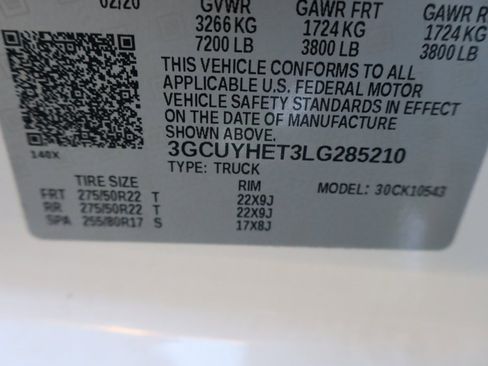 02/20 GVWR GAWR FRT GAWR R
3266 KG 1724 KG 1724 KG
7200 LB 3800 LB 3800 LB
THIS VEHICLE CONFORMS TO ALL
APPLICABLE U.S. FEDERAL MOTOR
VEHICLE SAFETY STANDARDS IN EFFECT
ON THE DATE OF MANUFACTURE
SHOWN ABOVE.
140X 3GCUYHET3LG285210
TYPE: TRUCK
TIRE SIZE RIM MODEL: 30CK10543
FRT 275/50R22 T 22X9J
RR 275/50R22 T 22X9J
SPA 255/80R17 S 17X8J